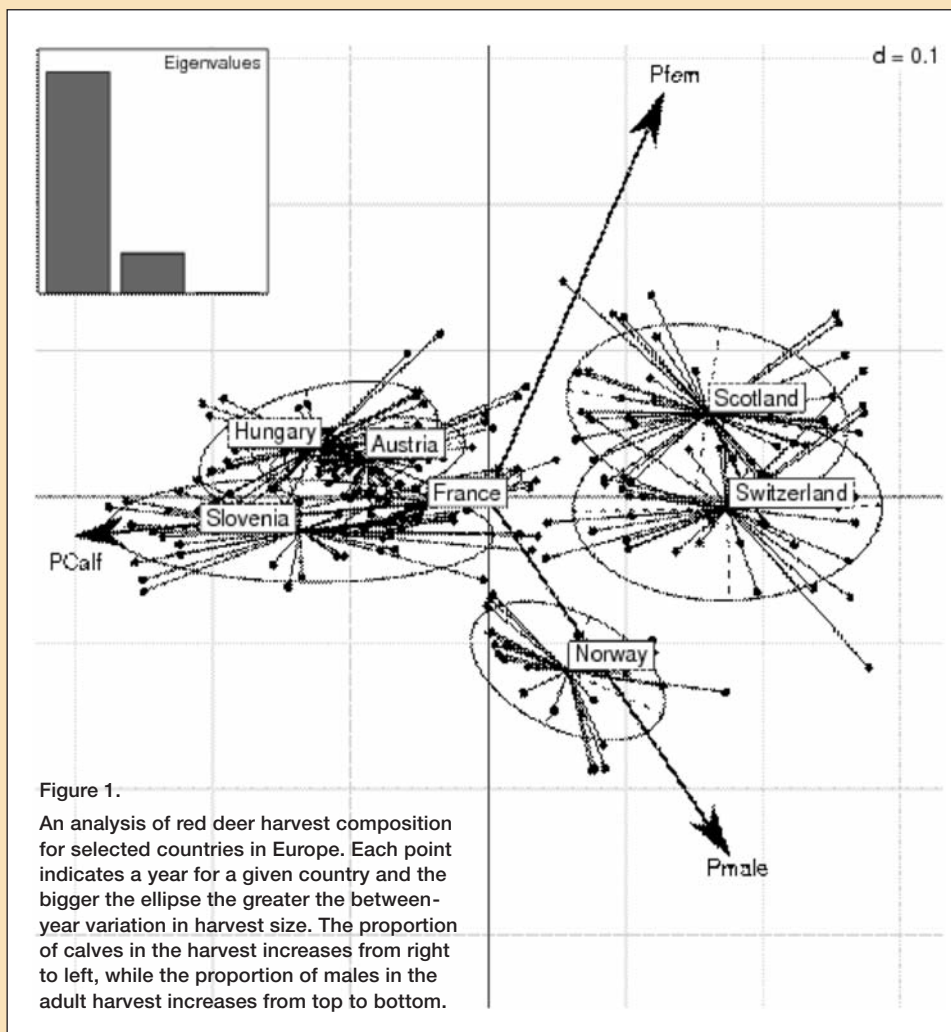 Eigenvalues
d = 0.1
Pfem
Scotland
Hungary
Austria
France
Switzerland
Slovenia
PCalf
Norway
Pmale
Figure 1.
An analysis of red deer harvest composition
for selected countries in Europe. Each point
indicates a year for a given country and the
bigger the ellipse the greater the between-
year variation in harvest size. The proportion
of calves in the harvest increases from right
to left, while the proportion of males in the
adult harvest increases from top to bottom.